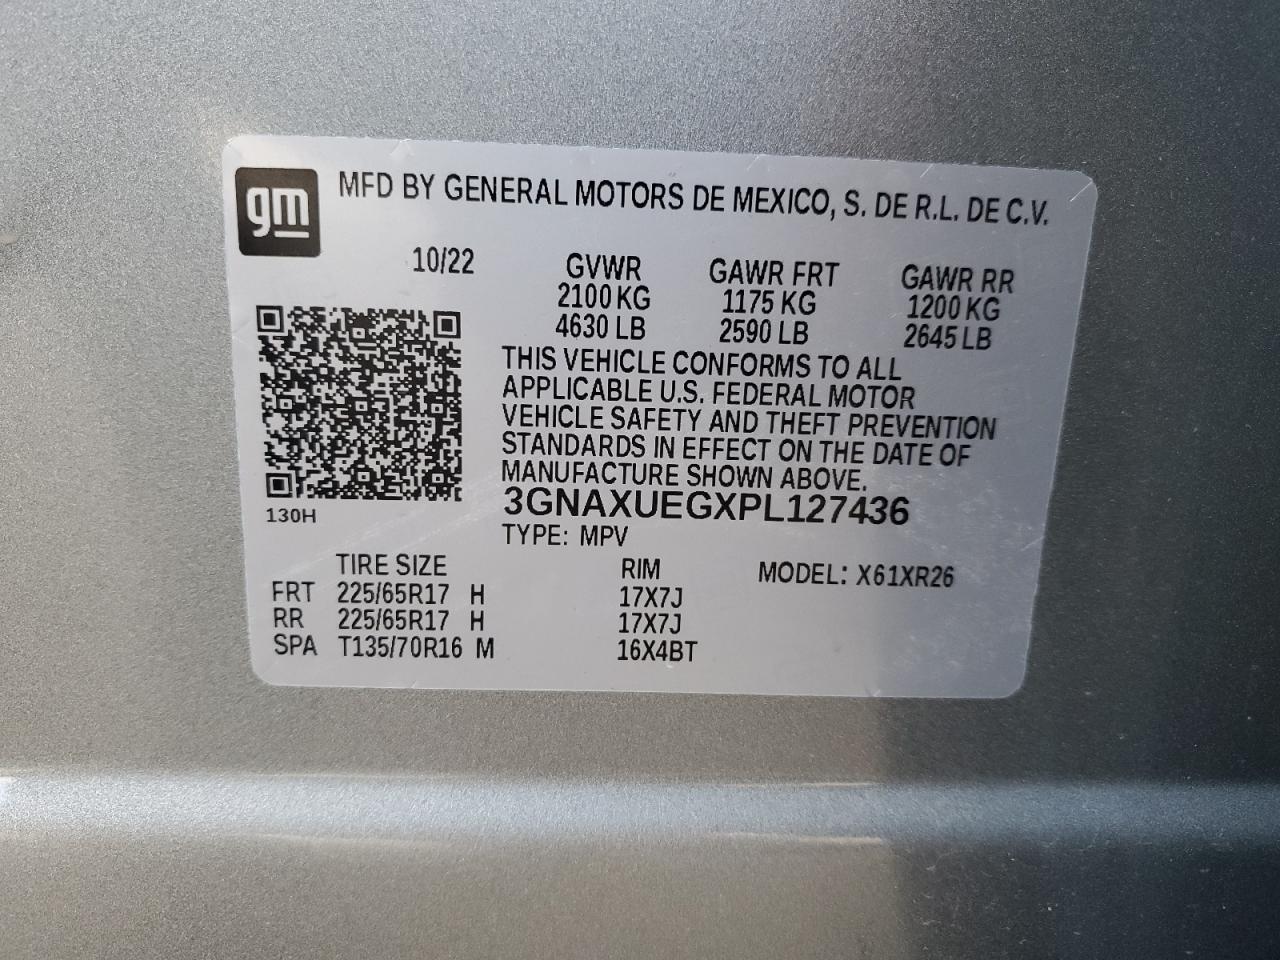 gm
MFD BY GENERAL MOTORS DE MEXICO, S. DE R.L. DE C.V.
10/22 GVWR GAWR FRT GAWR RR
2100 KG 1175 KG 1200 KG
4630 LB 2590 LB 2645 LB
THIS VEHICLE CONFORMS TO ALL
APPLICABLE U.S. FEDERAL MOTOR
VEHICLE SAFETY AND THEFT PREVENTION
STANDARDS IN EFFECT ON THE DATE OF
MANUFACTURE SHOWN ABOVE.
3GNAXUEGXPL127436
130H
TYPE: MPV
TIRE SIZE RIM MODEL: X61XR26
FRT 225/65R17 H 17X7J
RR 225/65R17 H 17X7J
SPA T135/70R16 M 16X4BT